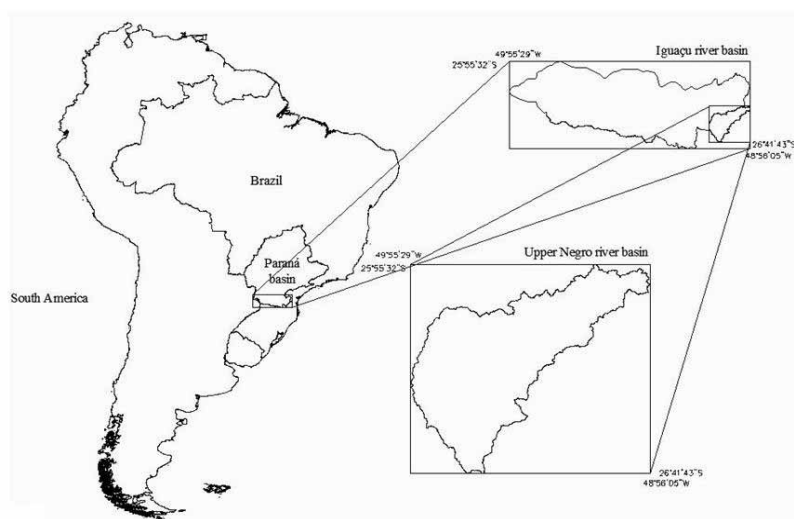 49°55'29"W
25°55'32"S
Iguaçu river basin
26°41'43"S
48°56'05"W
Brazil
Paraná
basin
South America
49°55'29"W
25°55'32"S
Upper Negro river basin
26°41'43"S
48°56'05"W